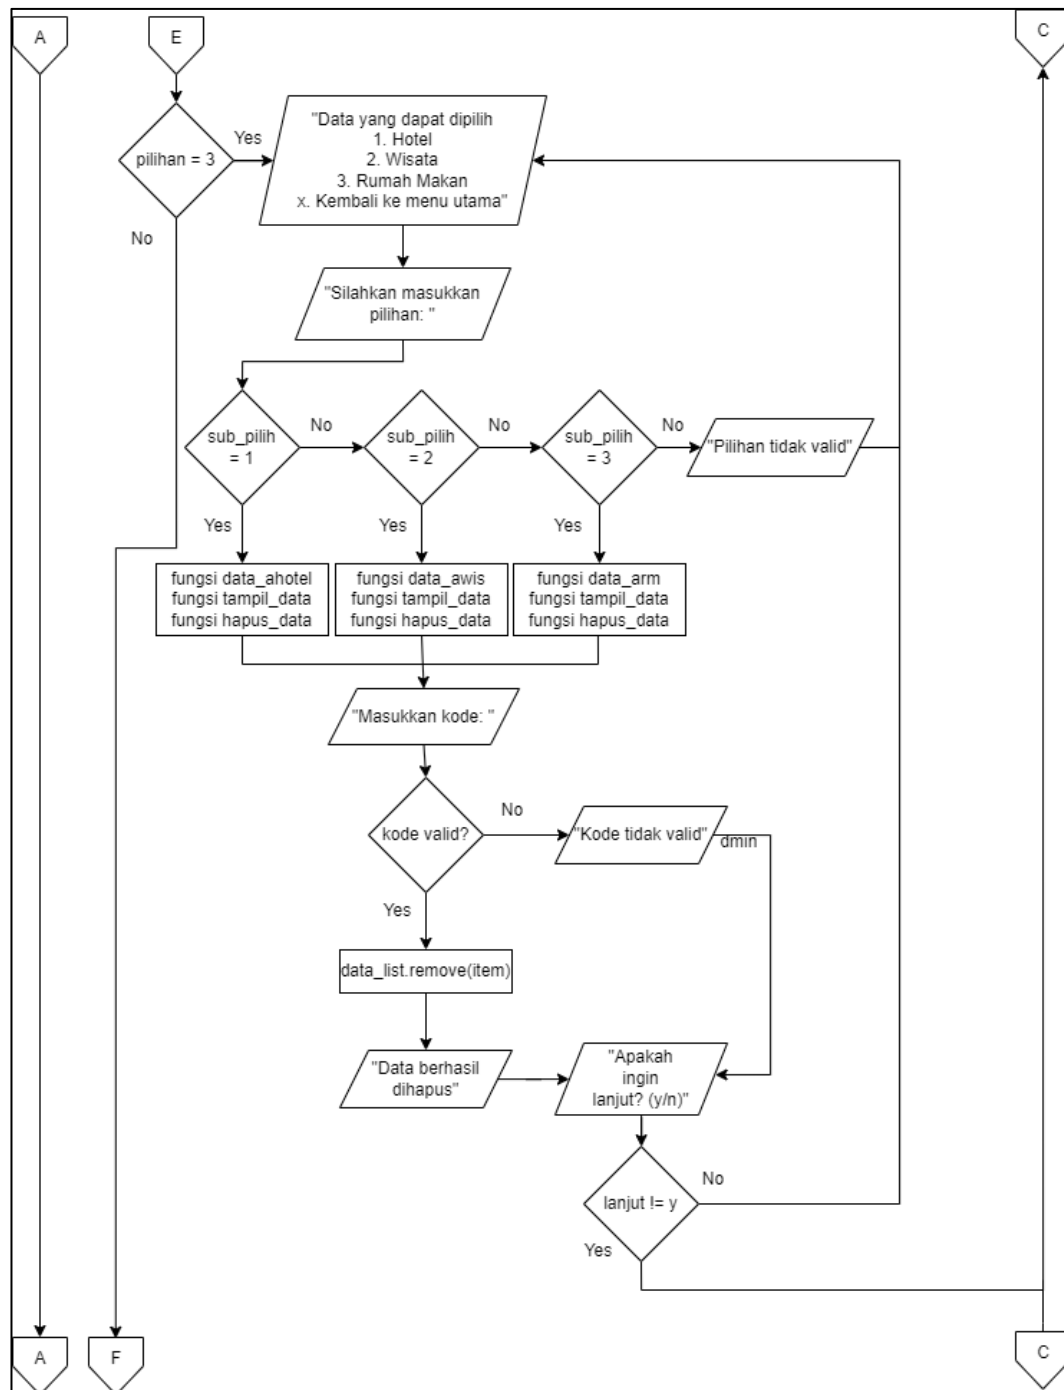 A
E
C
pilihan = 3
Yes
"Data yang dapat dipilih
1. Hotel
2. Wisata
3. Rumah Makan
x. Kembali ke menu utama"
No
"Silahkan masukkan
pilihan: "
sub_pilih
= 1
No
sub_pilih
= 2
No
sub_pilih
= 3
No
"Pilihan tidak valid"
Yes
Yes
Yes
fungsi data_ahotel
fungsi tampil_data
fungsi hapus_data
fungsi data_awis
fungsi tampil_data
fungsi hapus_data
fungsi data_arm
fungsi tampil_data
fungsi hapus_data
"Masukkan kode: "
kode valid?
No
"Kode tidak valid"
dmin
Yes
data_list.remove(item)
"Data berhasil
dihapus"
"Apakah
ingin
lanjut? (y/n)"
lanjut != y
No
Yes
A
F
C